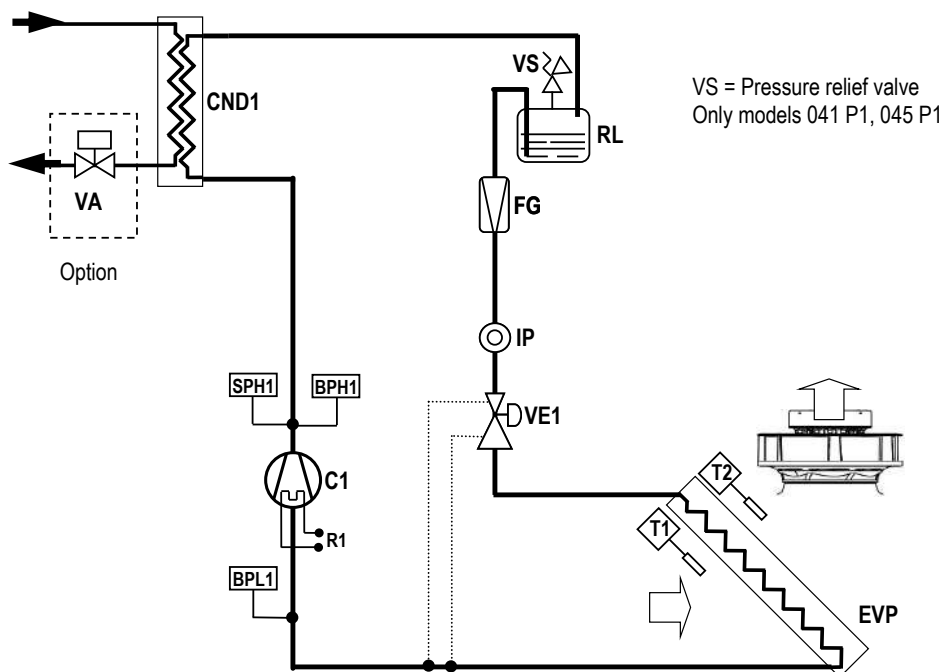 VS
VS = Pressure relief valve
Only models 041 P1, 045 P1
CND1
RL
VA
FG
Option
IP
SPH1
BPH1
VE1
C1
T2
R1
T1
BPL1
EVP